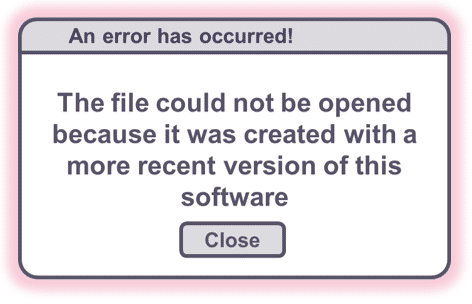 An error has occurred!
The file could not be opened
because it was created with a
more recent version of this
software
Close